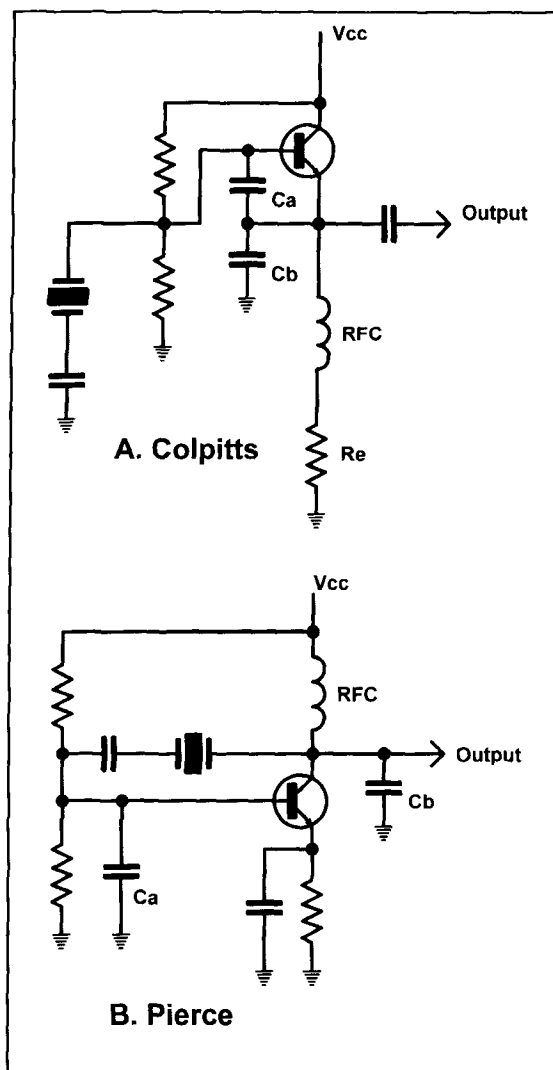 Vcc
Ca
Output
Cb
RFC
A. Colpitts
Re
Vcc
RFC
Output
Cb
Ca
B. Pierce